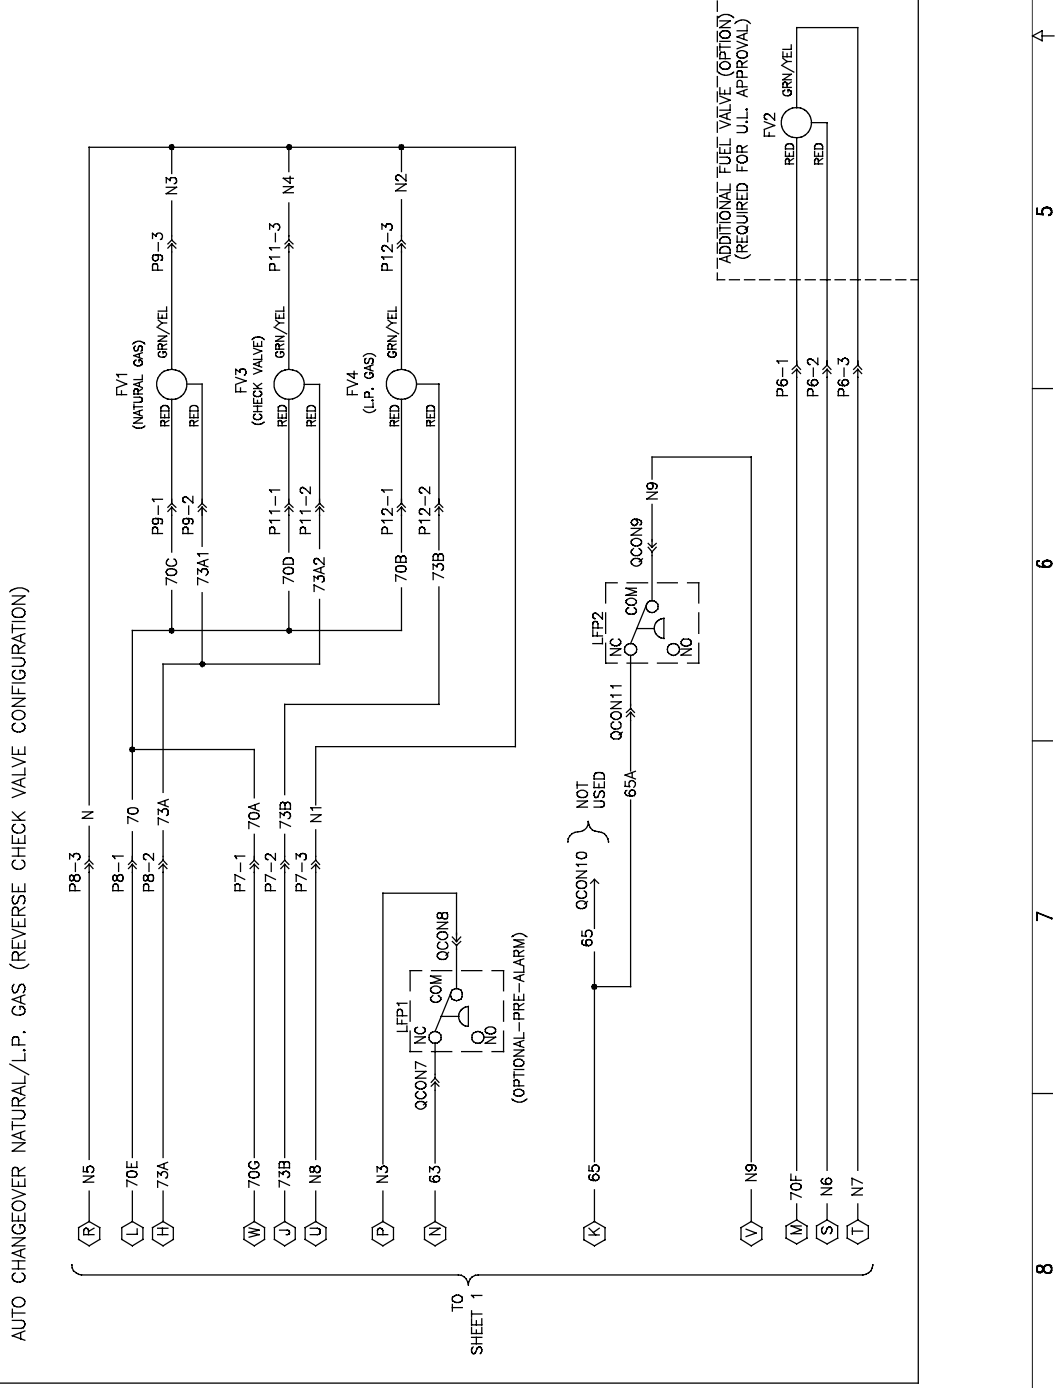 AUTO CHANGEOVER NATURAL/L.P. GAS (REVERSE CHECK VALVE CONFIGURATION)
R
N5
P8-3
N
L
70E
P8-1
70
H
73A
P8-2
73A
W
70G
P7-1
70A
J
73B
P7-2
73B
U
N8
P7-3
N1
70C
P9-1
RED
FV1
(NATURAL GAS)
GRN/YEL
P9-3
N3
73A1
P9-2
RED
70D
P11-1
RED
FV3
(CHECK VALVE)
GRN/YEL
P11-3
N4
73A2
P11-2
RED
70B
P12-1
RED
FV4
(L.P. GAS)
GRN/YEL
P12-3
N2
73B
P12-2
RED
P
N3
N
63
QCON7
LFP1
NC
COM
NO
QCON8
(OPTIONAL-PRE-ALARM)
K
65
65
QCON10
NOT
USED
65A
QCON11
LFP2
NC
COM
NO
QCON9
N9
V
N9
M
70F
P6-1
RED
S
N6
P6-2
RED
T
N7
P6-3
FV2
GRN/YEL
ADDITIONAL FUEL VALVE (OPTION)
(REQUIRED FOR U.L. APPROVAL)
TO
SHEET 1
8
7
6
5